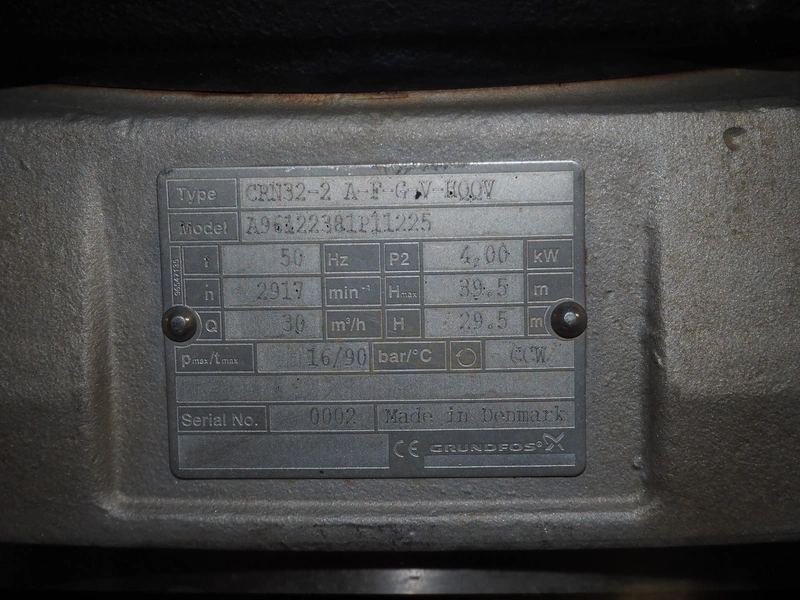 Type CRN32-2 A-F-G-V-HQQV
Model A96122381P11225
f 50 Hz P2 4,00 kW
n 2917 min⁻¹ Hmax 39.5 m
Q 30 m³/h H 29.5 m
pmax/tmax 16/90 bar/°C CCW
Serial No. 0002 Made in Denmark
CE GRUNDFOS
96547135